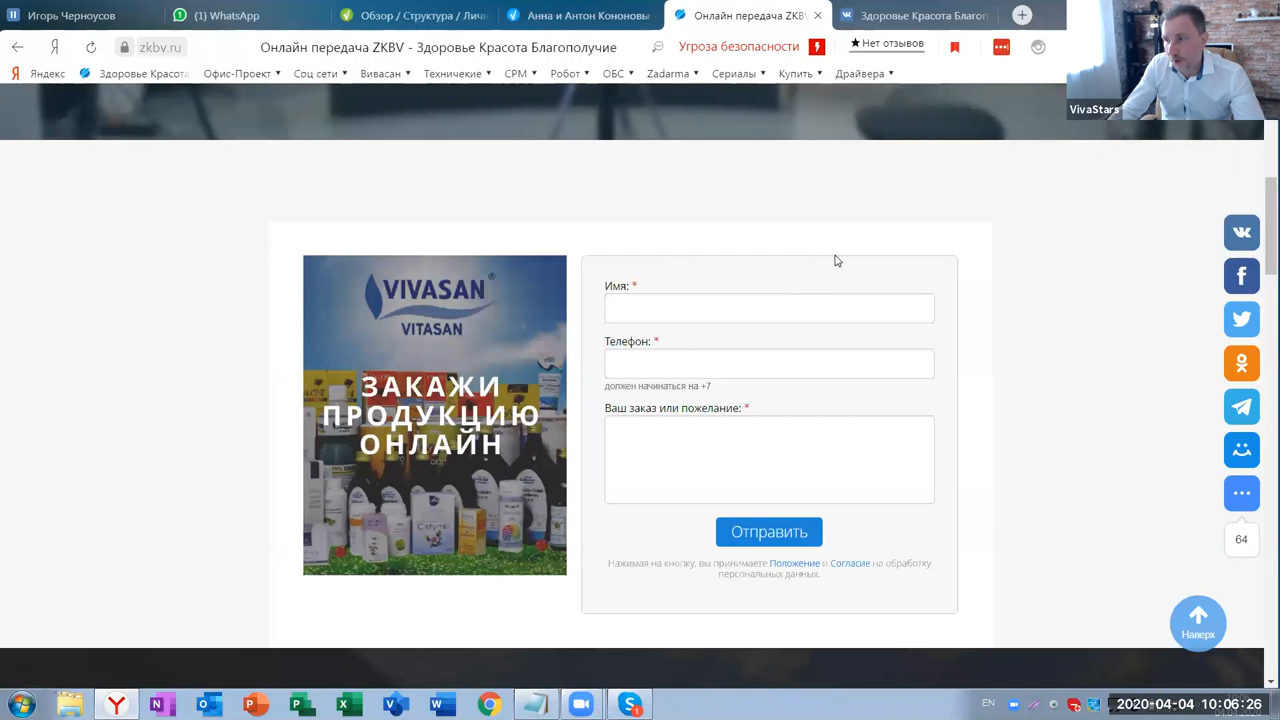 Игорь Черноусов
(1) WhatsApp
Обзор / Структура / Личн
Анна и Антон Кононовы
Онлайн передача ZKBV
Здоровье Красота Благоп
zkbv.ru
Онлайн передача ZKBV - Здоровье Красота Благополучие
Угроза безопасности
★ Нет отзывов
Яндекс
Здоровье Красота
Офис-Проект
Соц сети
Вивасан
Техничекие
СРМ
Робот
ОБС
Zadarma
Сериалы
Купить
Драйвера
VivaStars
VIVASAN®
VITASAN
ЗАКАЖИ
ПРОДУКЦИЮ
ОНЛАЙН
Имя: *
Телефон: *
должен начинаться на +7
Ваш заказ или пожелание: *
Отправить
Нажимая на кнопку, вы принимаете Положение и Согласие на обработку
персональных данных.
64
Наверх
EN
2020-04-04 10:06:26